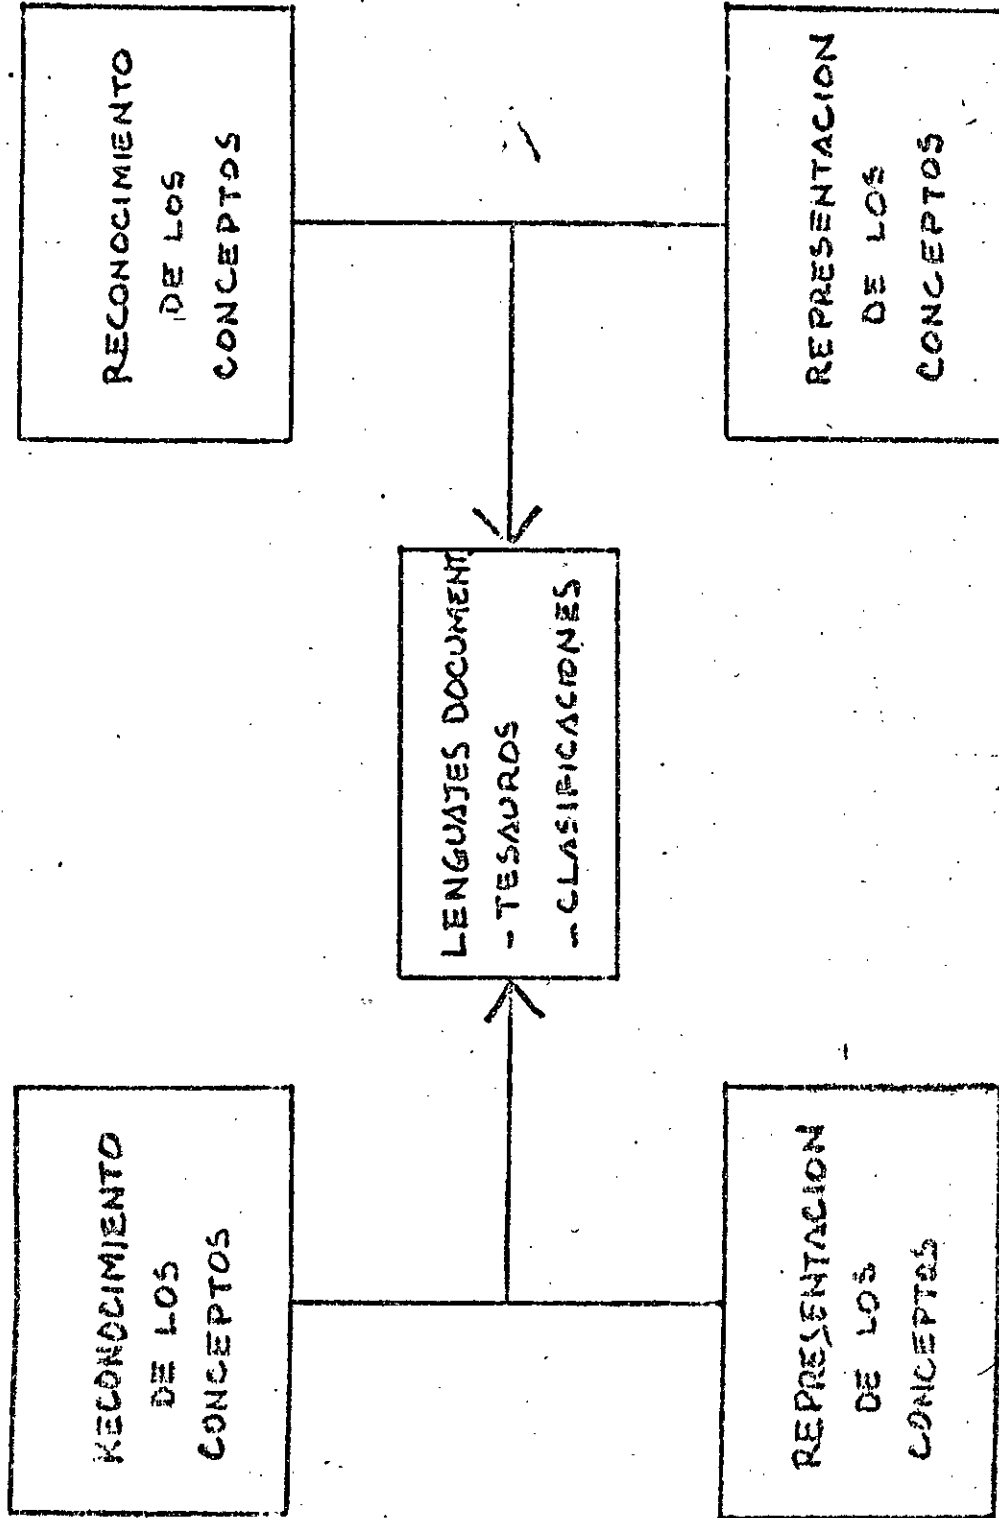 RECONOCIMIENTO
DE LOS
CONCEPTOS
RECONOCIMIENTO
DE LOS
CONCEPTOS
LENGUAJES DOCUMENT
- TESAUROS
- CLASIFICACIONES
REPRESENTACION
DE LOS
CONCEPTOS
REPRESENTACION
DE LOS
CONCEPTOS